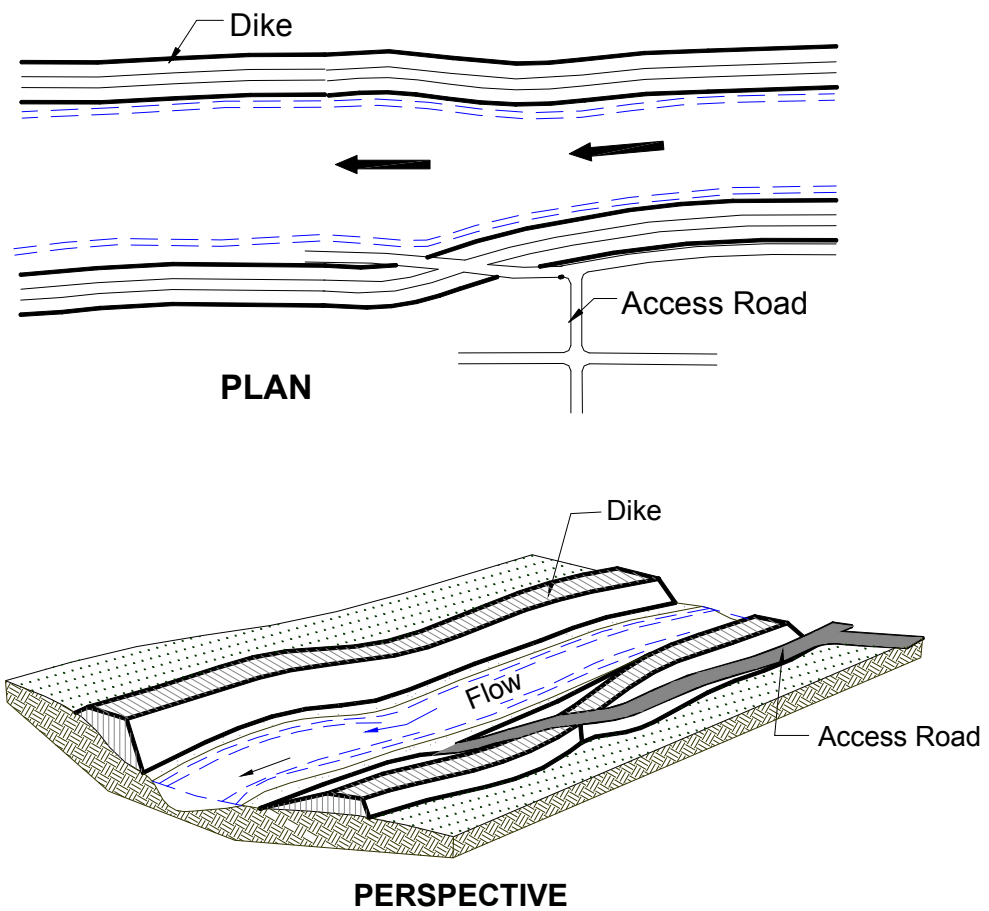 Dike
Access Road
PLAN
Dike
Flow
Access Road
PERSPECTIVE